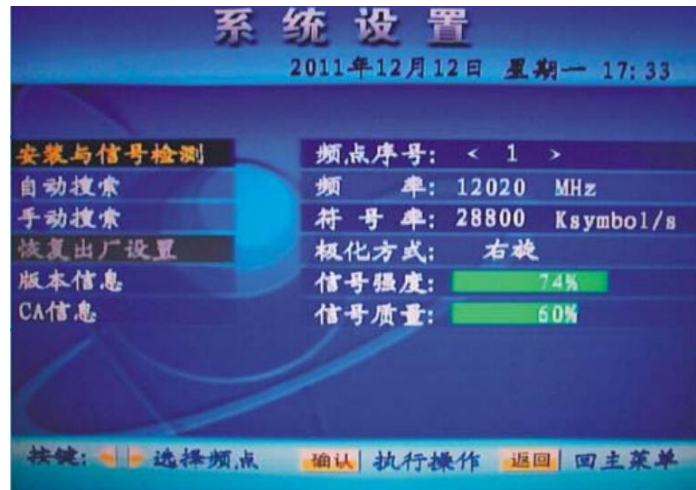 系统设置
2011年12月12日 星期一 17:33
安装与信号检测
频点序号: < 1 >
自动搜索
频 率: 12020 MHz
手动搜索
符 号 率: 28800 Ksymbol/s
恢复出厂设置
极化方式: 右旋
版本信息
信号强度: 74%
CA信息
信号质量: 60%
按键: 选择频点 确认 执行操作 返回 回主菜单